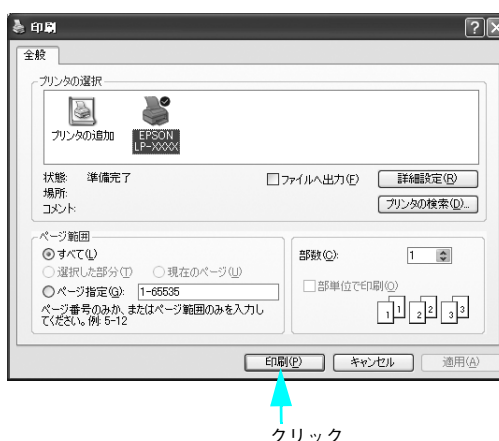 印刷
全般
プリンタの選択
プリンタの追加
EPSON
LP-XXXX
状態: 準備完了
場所:
コメント:
ファイルへ出力(F)
詳細設定(R)
プリンタの検索(D)...
ページ範囲
すべて(L)
選択した部分(T) 現在のページ(U)
ページ指定(G): 1-65535
ページ番号のみか、またはページ範囲のみを入力し
てください。例: 5-12
部数(C): 1
部単位で印刷(O)
1 1 2 2 3 3
印刷(P) キャンセル 適用(A)
クリック